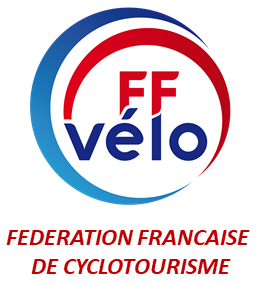 FF
vélo
FEDERATION FRANCAISE
DE CYCLOTOURISME